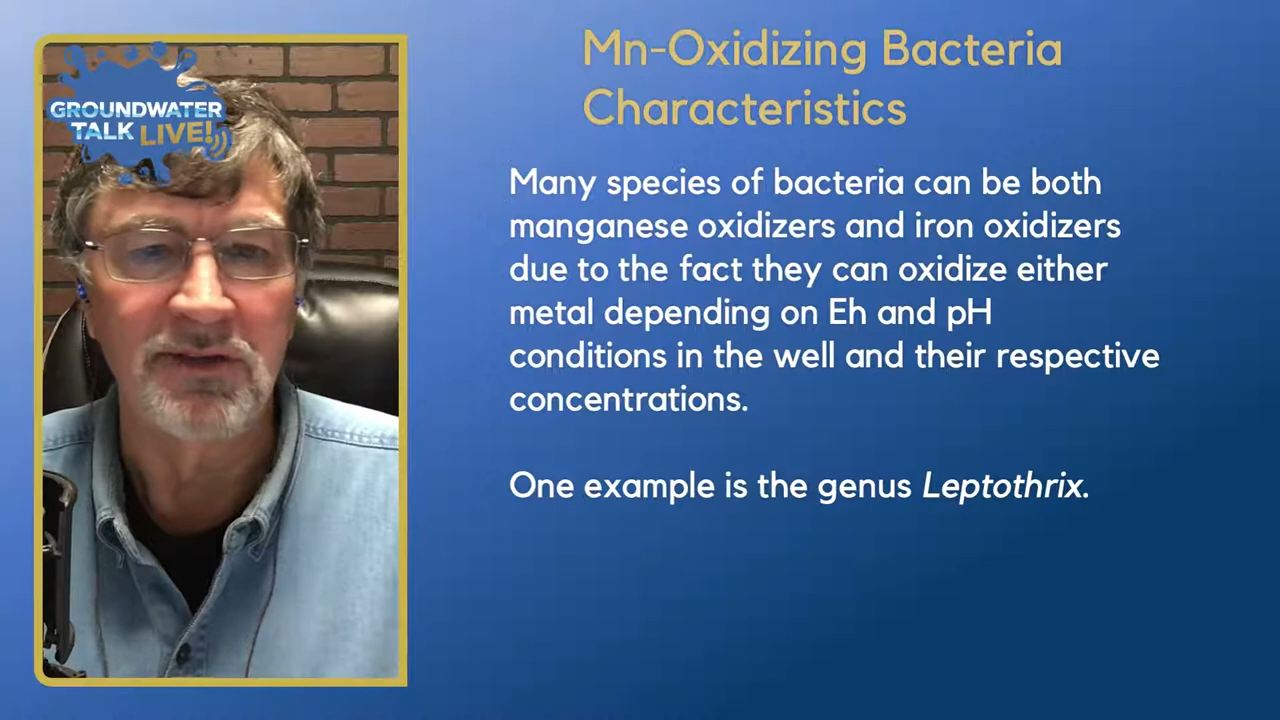 GROUNDWATER
TALK LIVE!
Mn-Oxidizing Bacteria
Characteristics
Many species of bacteria can be both
manganese oxidizers and iron oxidizers
due to the fact they can oxidize either
metal depending on Eh and pH
conditions in the well and their respective
concentrations.
One example is the genus Leptothrix.